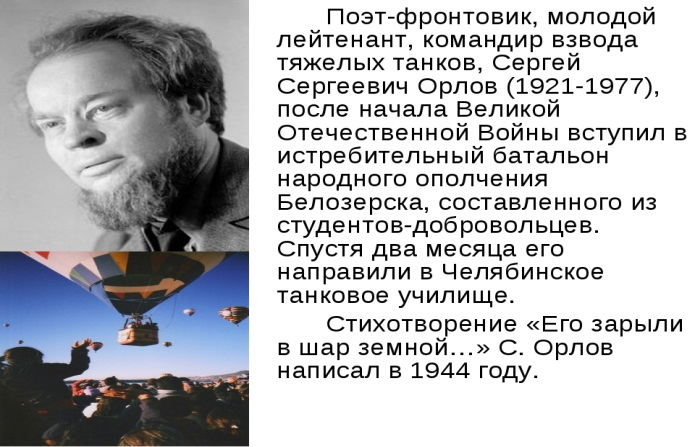 Поэт-фронтовик, молодой
лейтенант, командир взвода
тяжелых танков, Сергей
Сергеевич Орлов (1921-1977),
после начала Великой
Отечественной Войны вступил в
истребительный батальон
народного ополчения
Белозерска, составленного из
студентов-добровольцев.
Спустя два месяца его
направили в Челябинское
танковое училище.
Стихотворение «Его зарыли
в шар земной…» С. Орлов
написал в 1944 году.